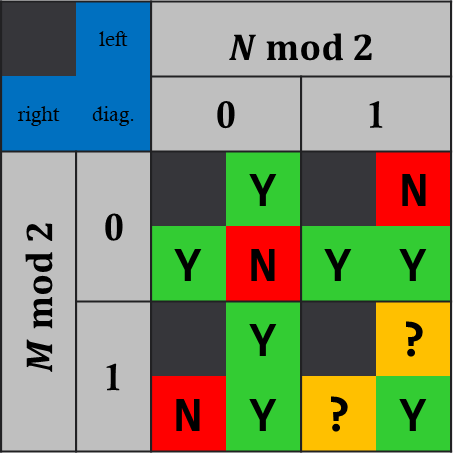 left
right diag.
N mod 2
0 1
M mod 2
0
Y N
Y N Y Y
1
Y ?
N Y ? Y